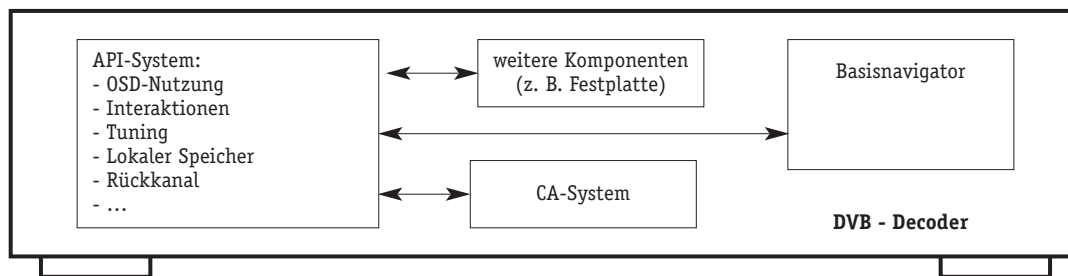 API-System:
- OSD-Nutzung
- Interaktionen
- Tuning
- Lokaler Speicher
- Rückkanal
- ...
weitere Komponenten
(z. B. Festplatte)
Basisnavigator
CA-System
DVB - Decoder